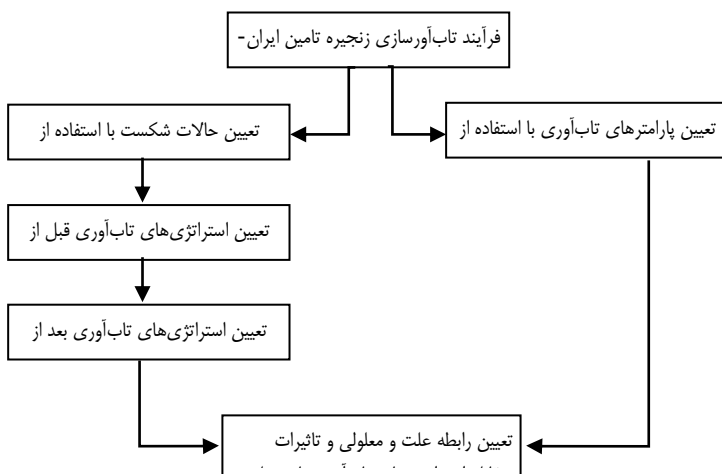 فرآیند تاب‌آورسازی زنجیره تامین ایران-
تعیین پارامترهای تاب‌آوری با استفاده از
تعیین حالات شکست با استفاده از
تعیین استراتژی‌های تاب‌آوری قبل از
تعیین استراتژی‌های تاب‌آوری بعد از
تعیین رابطه علت و معلولی و تاثیرات